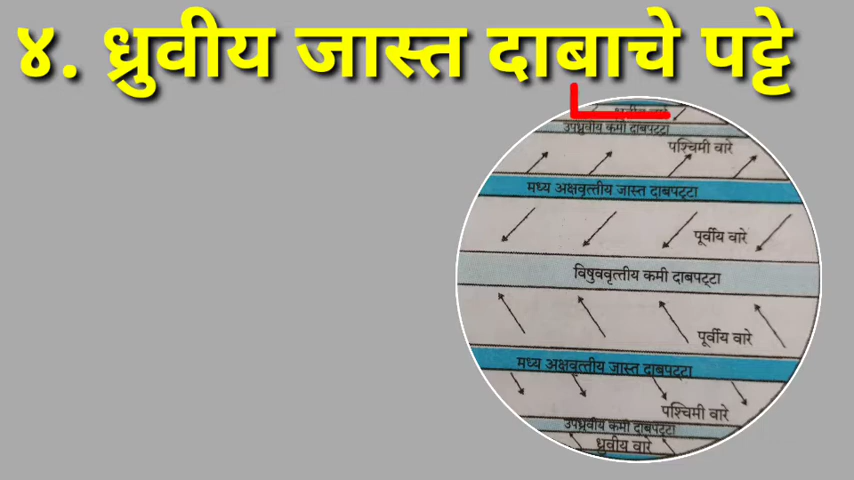 ४. ध्रुवीय जास्त दाबाचे पट्टे
उपध्रुवीय कमी दाबपट्टा
पश्चिमी वारे
मध्य अक्षवृत्तीय जास्त दाबपट्टा
पूर्वीय वारे
विषुववृत्तीय कमी दाबपट्टा
पूर्वीय वारे
मध्य अक्षवृत्तीय जास्त दाबपट्टा
पश्चिमी वारे
उपध्रुवीय कमी दाबपट्टा
ध्रुवीय वारे